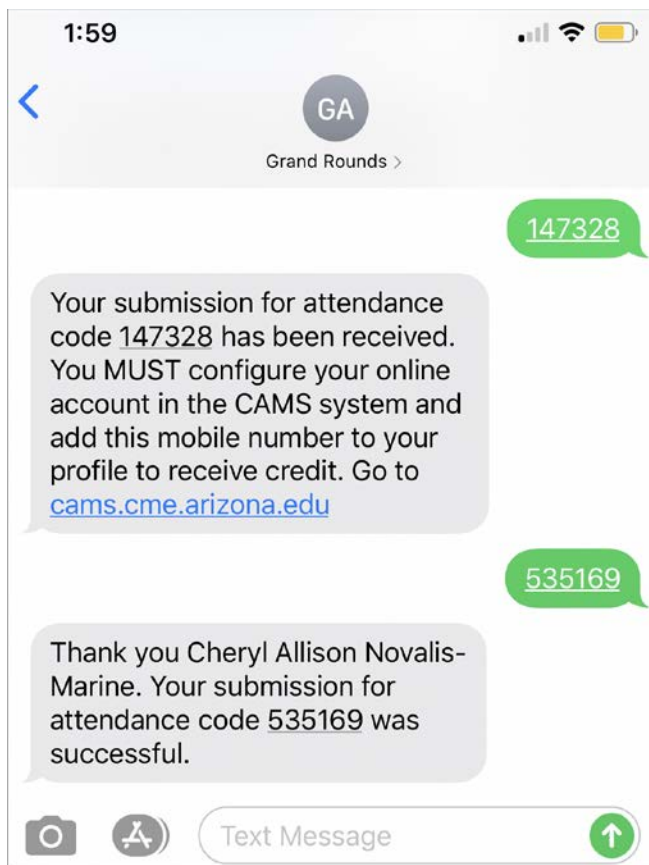 1:59
GA
Grand Rounds >
147328
Your submission for attendance
code 147328 has been received.
You MUST configure your online
account in the CAMS system and
add this mobile number to your
profile to receive credit. Go to
cams.cme.arizona.edu
535169
Thank you Cheryl Allison Novalis-
Marine. Your submission for
attendance code 535169 was
successful.
Text Message